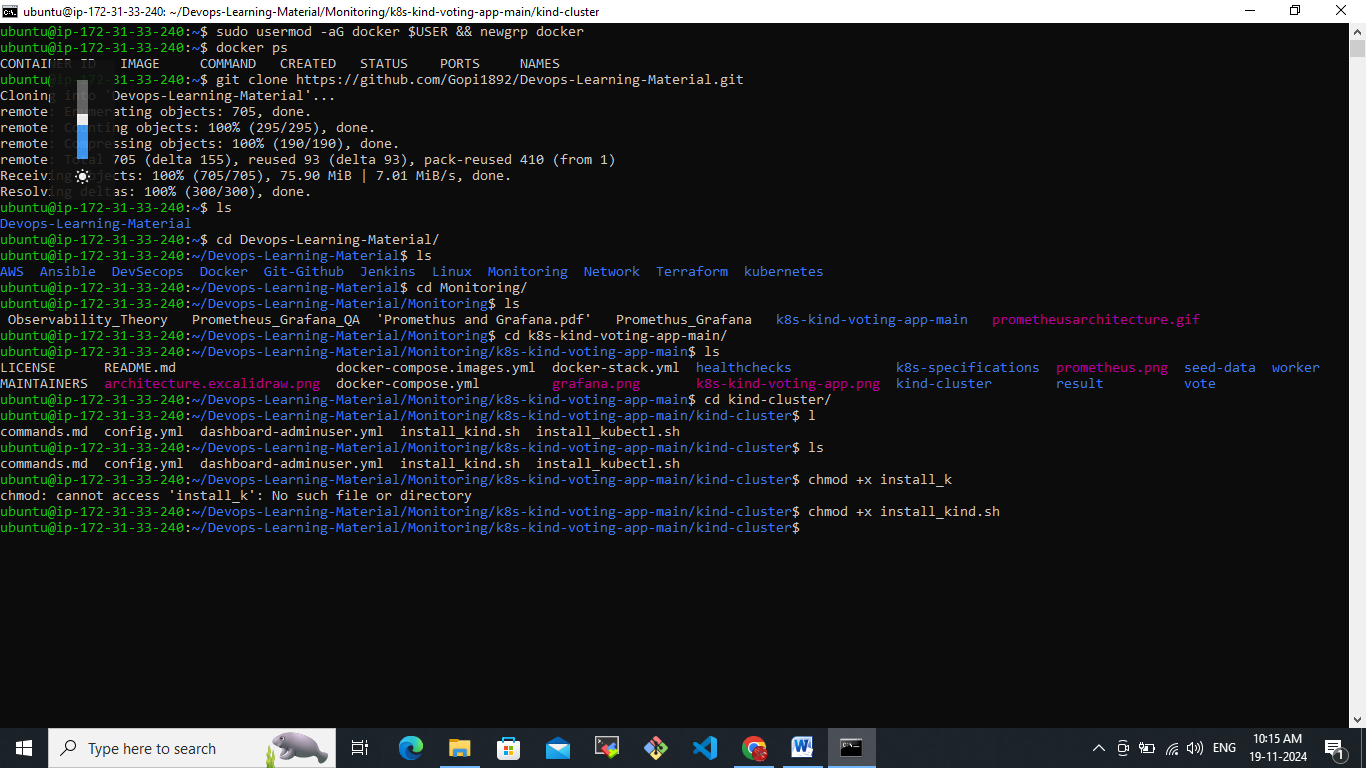 ubuntu@ip-172-31-33-240: ~/Devops-Learning-Material/Monitoring/k8s-kind-voting-app-main/kind-cluster
ubuntu@ip-172-31-33-240:~$ sudo usermod -aG docker $USER && newgrp docker
ubuntu@ip-172-31-33-240:~$ docker ps
CONTAINER ID   IMAGE     COMMAND   CREATED   STATUS    PORTS     NAMES
ubuntu@ip-172-31-33-240:~$ git clone https://github.com/Gopi1892/Devops-Learning-Material.git
Cloning into 'Devops-Learning-Material'...
remote: Enumerating objects: 705, done.
remote: Counting objects: 100% (295/295), done.
remote: Compressing objects: 100% (190/190), done.
remote: Total 705 (delta 155), reused 93 (delta 93), pack-reused 410 (from 1)
Receiving objects: 100% (705/705), 75.90 MiB | 7.01 MiB/s, done.
Resolving deltas: 100% (300/300), done.
ubuntu@ip-172-31-33-240:~$ ls
Devops-Learning-Material
ubuntu@ip-172-31-33-240:~$ cd Devops-Learning-Material/
ubuntu@ip-172-31-33-240:~/Devops-Learning-Material$ ls
AWS  Ansible  DevSecops  Docker  Git-Github  Jenkins  Linux  Monitoring  Network  Terraform  kubernetes
ubuntu@ip-172-31-33-240:~/Devops-Learning-Material$ cd Monitoring/
ubuntu@ip-172-31-33-240:~/Devops-Learning-Material/Monitoring$ ls
Observability_Theory   Prometheus_Grafana_QA  'Promethus and Grafana.pdf'   Promethus_Grafana   k8s-kind-voting-app-main   prometheusarchitecture.gif
ubuntu@ip-172-31-33-240:~/Devops-Learning-Material/Monitoring$ cd k8s-kind-voting-app-main/
ubuntu@ip-172-31-33-240:~/Devops-Learning-Material/Monitoring/k8s-kind-voting-app-main$ ls
LICENSE      README.md                    docker-compose.images.yml  docker-stack.yml  healthchecks             k8s-specifications  prometheus.png  seed-data  worker
MAINTAINERS  architecture.excalidraw.png  docker-compose.yml         grafana.png       k8s-kind-voting-app.png  kind-cluster        result          vote
ubuntu@ip-172-31-33-240:~/Devops-Learning-Material/Monitoring/k8s-kind-voting-app-main$ cd kind-cluster/
ubuntu@ip-172-31-33-240:~/Devops-Learning-Material/Monitoring/k8s-kind-voting-app-main/kind-cluster$ l
commands.md  config.yml  dashboard-adminuser.yml  install_kind.sh  install_kubectl.sh
ubuntu@ip-172-31-33-240:~/Devops-Learning-Material/Monitoring/k8s-kind-voting-app-main/kind-cluster$ ls
commands.md  config.yml  dashboard-adminuser.yml  install_kind.sh  install_kubectl.sh
ubuntu@ip-172-31-33-240:~/Devops-Learning-Material/Monitoring/k8s-kind-voting-app-main/kind-cluster$ chmod +x install_k
chmod: cannot access 'install_k': No such file or directory
ubuntu@ip-172-31-33-240:~/Devops-Learning-Material/Monitoring/k8s-kind-voting-app-main/kind-cluster$ chmod +x install_kind.sh
ubuntu@ip-172-31-33-240:~/Devops-Learning-Material/Monitoring/k8s-kind-voting-app-main/kind-cluster$
Type here to search
ENG
10:15 AM
19-11-2024
1